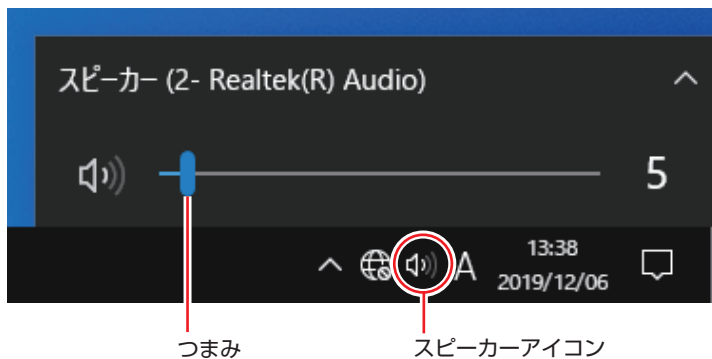 スピーカー (2- Realtek(R) Audio)
5
A
13:38
2019/12/06
つまみ
スピーカーアイコン